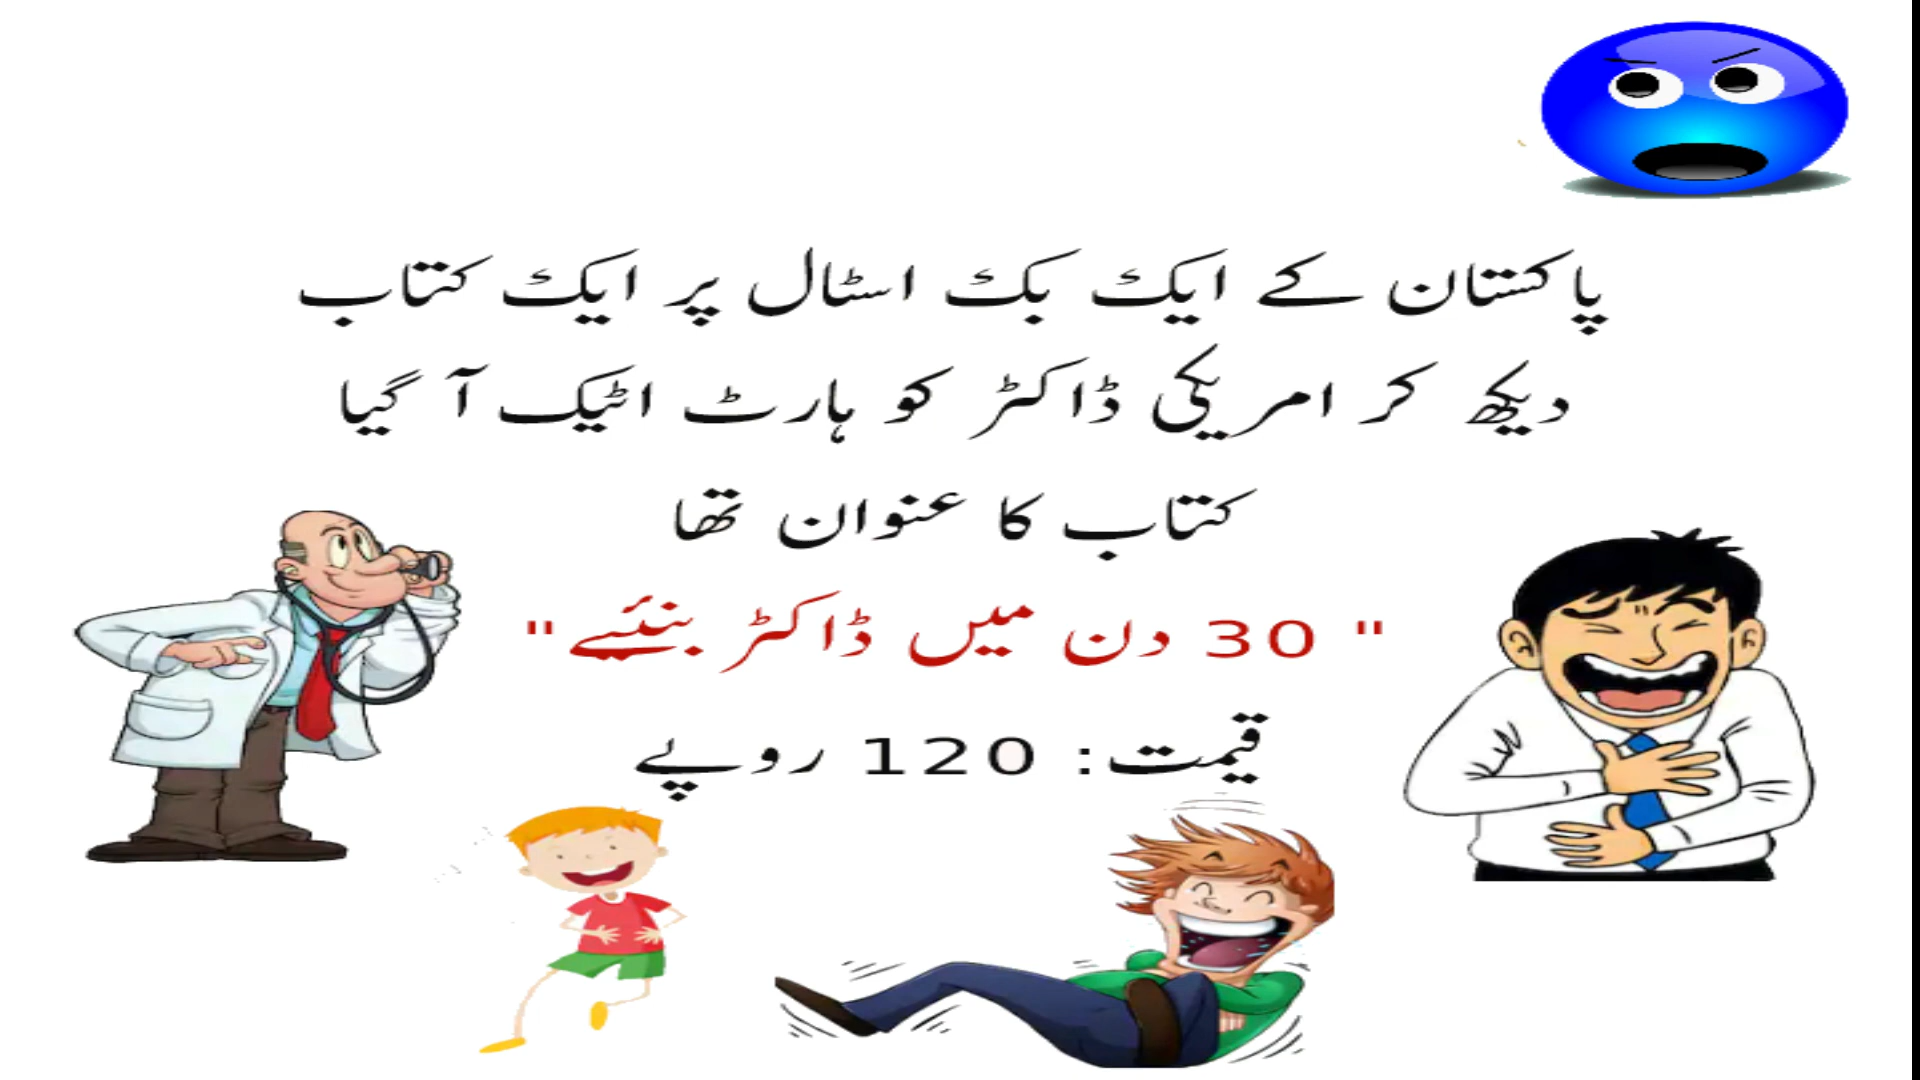 پاکستان کے ایک بک اسٹال پر ایک کتاب
دیکھ کر امریکی ڈاکٹر کو ہارٹ اٹیک آ گیا
کتاب کا عنوان تھا
" 30 دن میں ڈاکٹر بنئیے"
قیمت: 120 روپے